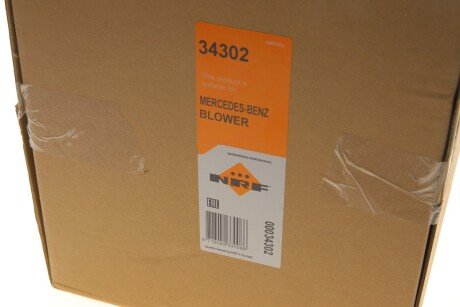 34302
This product is
suitable for
MERCEDES-BENZ
BLOWER
NRF
EAC
00034302